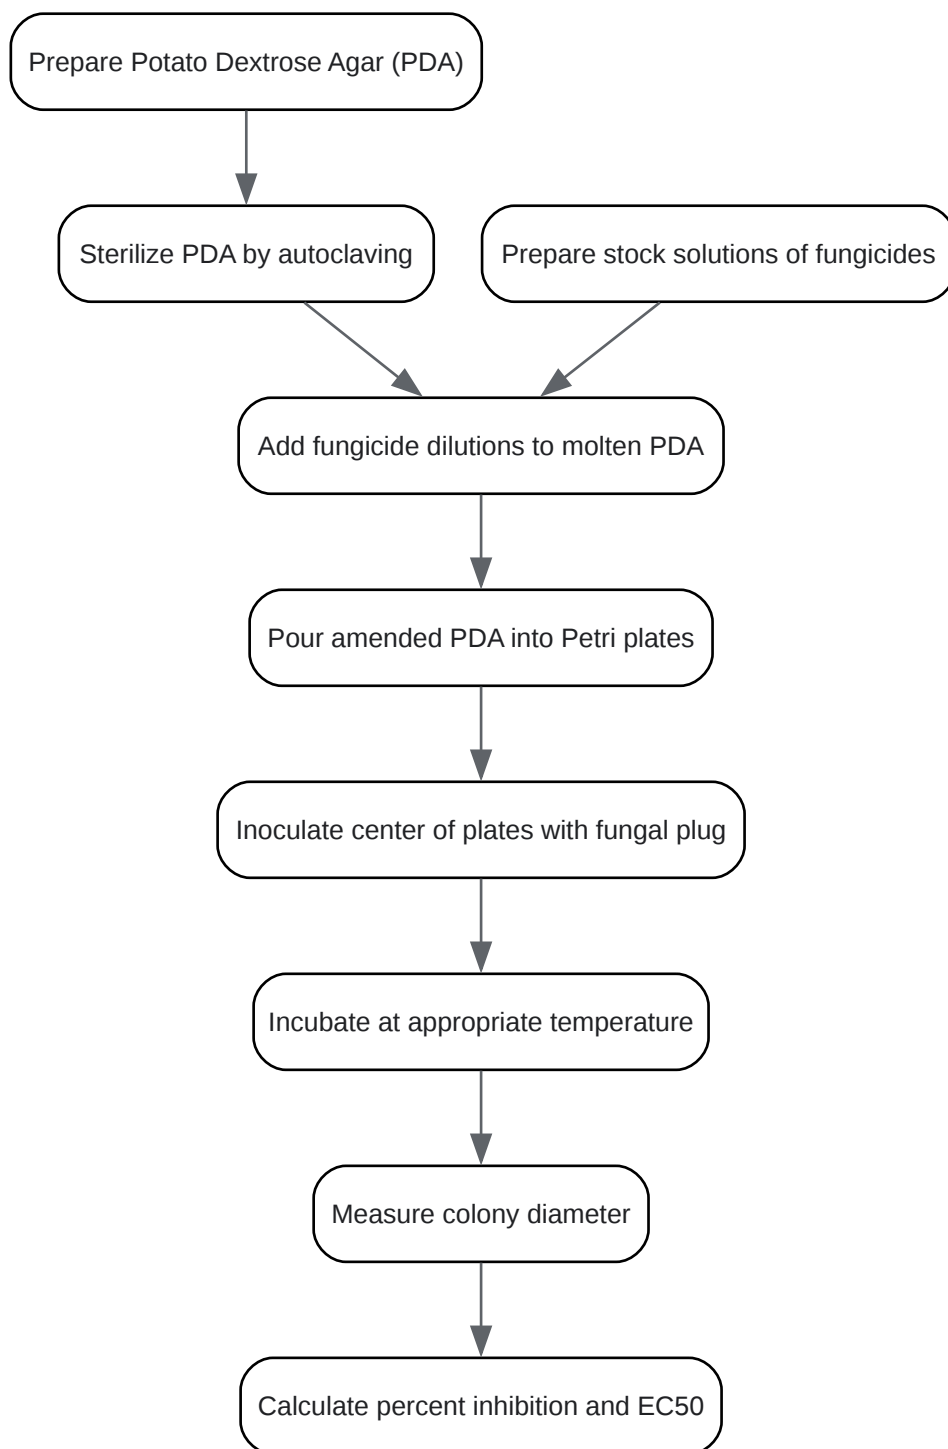 Prepare Potato Dextrose Agar (PDA)
Sterilize PDA by autoclaving
Prepare stock solutions of fungicides
Add fungicide dilutions to molten PDA
Pour amended PDA into Petri plates
Inoculate center of plates with fungal plug
Incubate at appropriate temperature
Measure colony diameter
Calculate percent inhibition and EC50